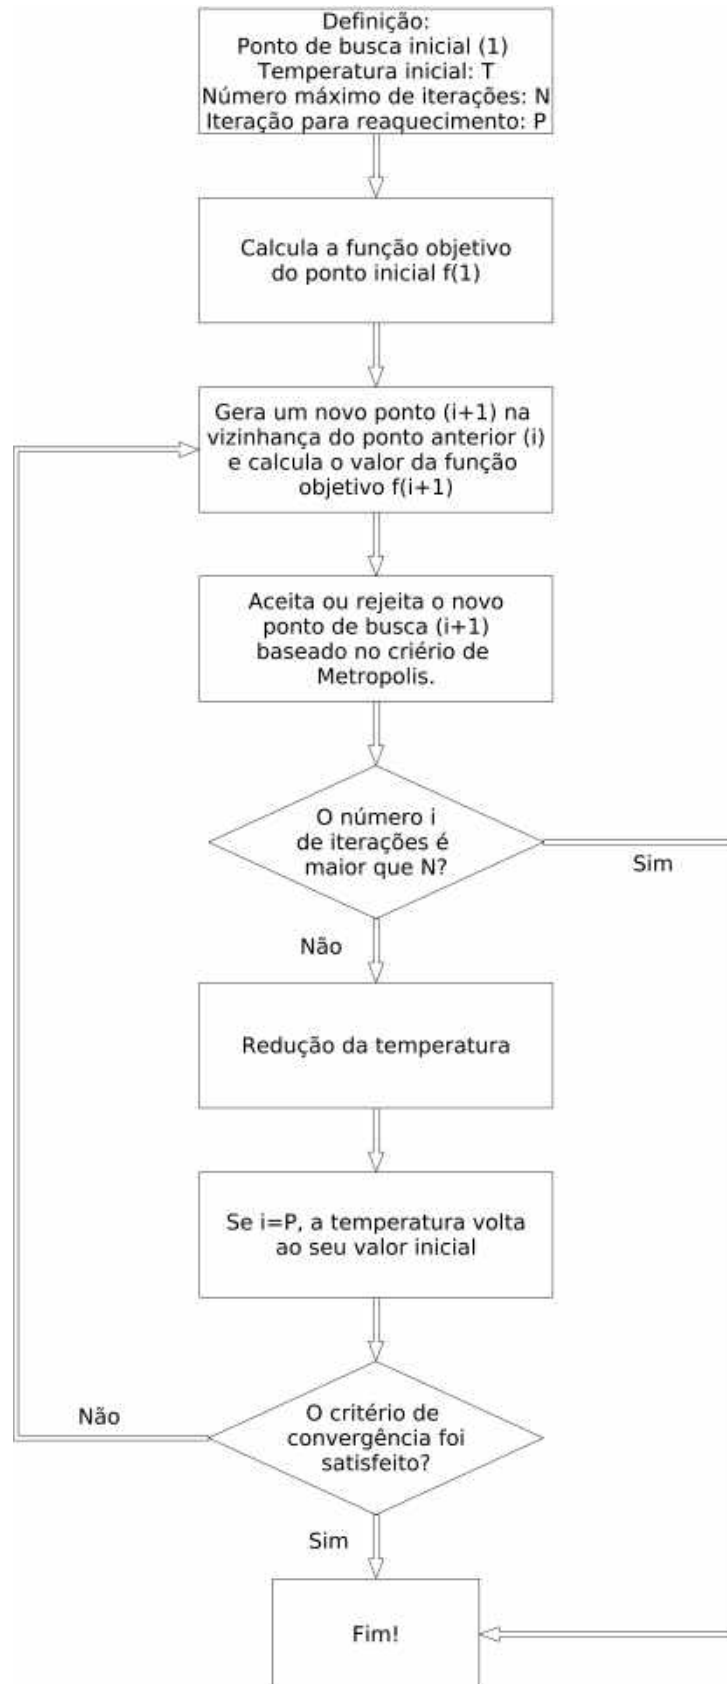 Definição:
Ponto de busca inicial (1)
Temperatura inicial: T
Número máximo de iterações: N
Iteração para reaquecimento: P
Calcula a função objetivo
do ponto inicial f(1)
Gera um novo ponto (i+1) na
vizinhança do ponto anterior (i)
e calcula o valor da função
objetivo f(i+1)
Aceita ou rejeita o novo
ponto de busca (i+1)
baseado no criério de
Metropolis.
O número i
de iterações é
maior que N?
Sim
Não
Redução da temperatura
Se i=P, a temperatura volta
ao seu valor inicial
O critério de
convergência foi
satisfeito?
Não
Sim
Fim!